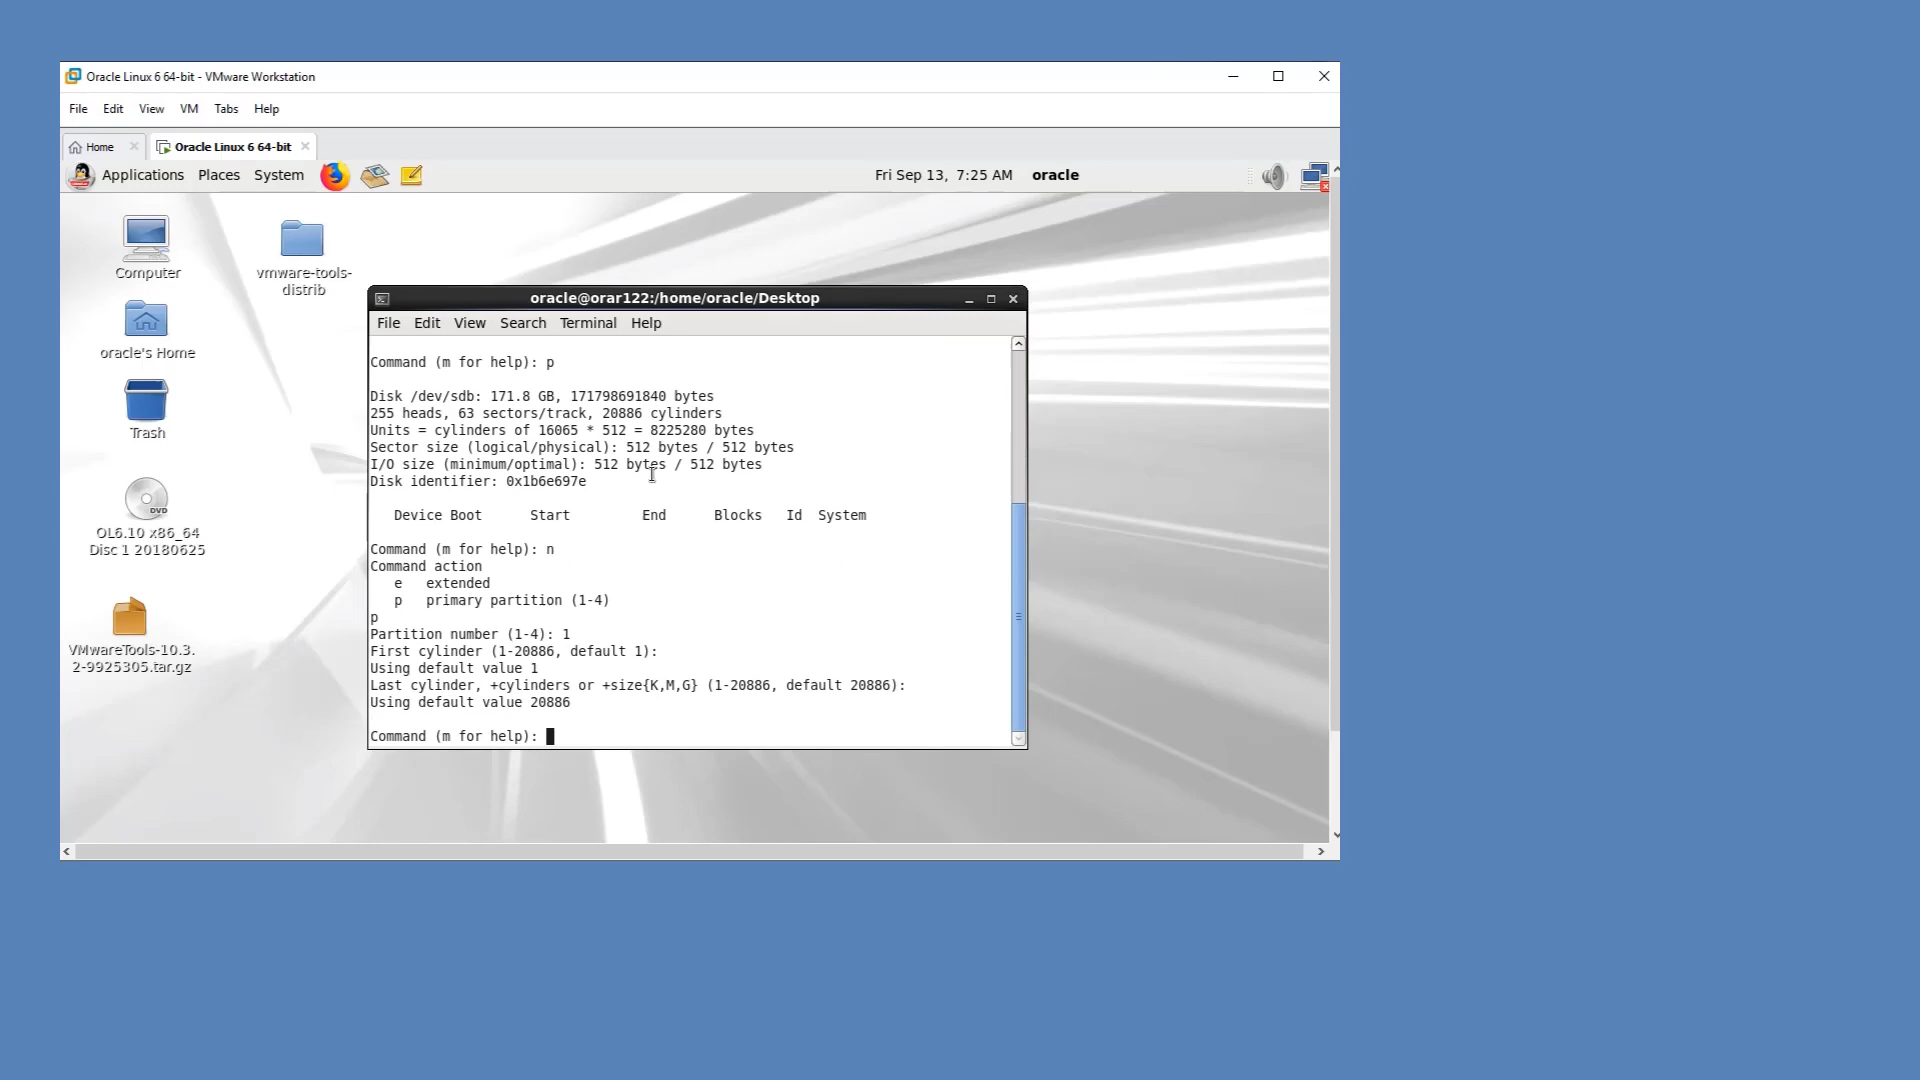 Oracle Linux 6 64-bit - VMware Workstation
File Edit View VM Tabs Help
Home Oracle Linux 6 64-bit
Applications Places System Fri Sep 13, 7:25 AM oracle
Computer
vmware-tools-
distrib
oracle's Home
Trash
DVD
OL6.10 x86_64
Disc 1 20180625
VMwareTools-10.3.
2-9925305.tar.gz
oracle@orar122:/home/oracle/Desktop
File Edit View Search Terminal Help
Command (m for help): p
Disk /dev/sdb: 171.8 GB, 171798691840 bytes
255 heads, 63 sectors/track, 20886 cylinders
Units = cylinders of 16065 * 512 = 8225280 bytes
Sector size (logical/physical): 512 bytes / 512 bytes
I/O size (minimum/optimal): 512 bytes / 512 bytes
Disk identifier: 0x1b6e697e
Device Boot Start End Blocks Id System
Command (m for help): n
Command action
e extended
p primary partition (1-4)
p
Partition number (1-4): 1
First cylinder (1-20886, default 1):
Using default value 1
Last cylinder, +cylinders or +size{K,M,G} (1-20886, default 20886):
Using default value 20886
Command (m for help):